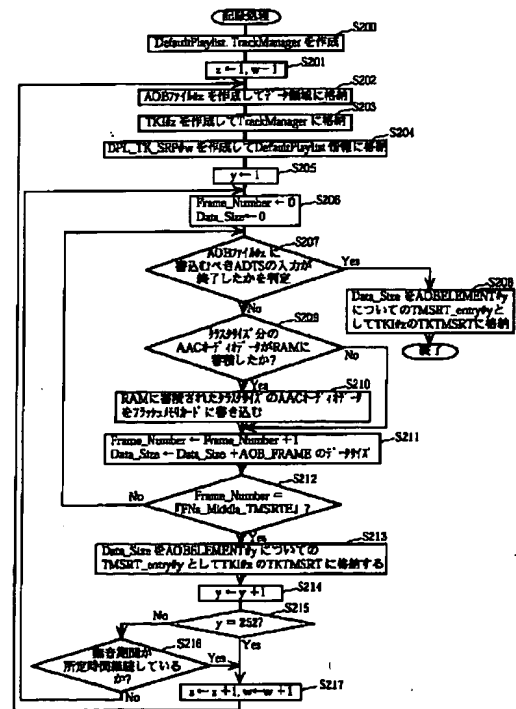 記録処理
S200
DefaultPlaylist, TrackManager を作成
S201
z←1, w←1
S202
AOBファイル#z を作成してデータ領域に格納
S203
TKI#z を作成してTrackManager に格納
S204
DPL_TK_SRP#w を作成してDefaultPlaylist 情報に格納
S205
y←1
S206
Frame_Number ← 0
Data_Size← 0
S207
AOBファイル#z に
書込むべきADTSの入力が
終了したかを判定
Yes
No
S208
Data_Size をAOBELEMENT#y
についてのTMSRT_entry#y と
してTKI#zのTKTMSRTに格納
終了
S209
クラスタサイズ 分の
AACオーディオデータがRAMに
蓄積したか?
No
Yes
S210
RAMに蓄積されたクラスタサイズ のAACオーディオデータ
をフラッシュメモリカード に書き込む
S211
Frame_Number ← Frame_Number +1
Data_Size ← Data_Size +AOB_FRAME のデータサイズ
S212
Frame_Number =
「FNs_Middle_TMSRTE」?
No
Yes
S213
Data_Size をAOBELEMENT#y についての
TMSRT_entry#y としてTKI#z のTKTMSRT に格納する
S214
y←y+1
S215
y = 252?
No
Yes
S216
期間が
所定時間継続している
か?
Yes
No
S217
z←z+1, w←w+1